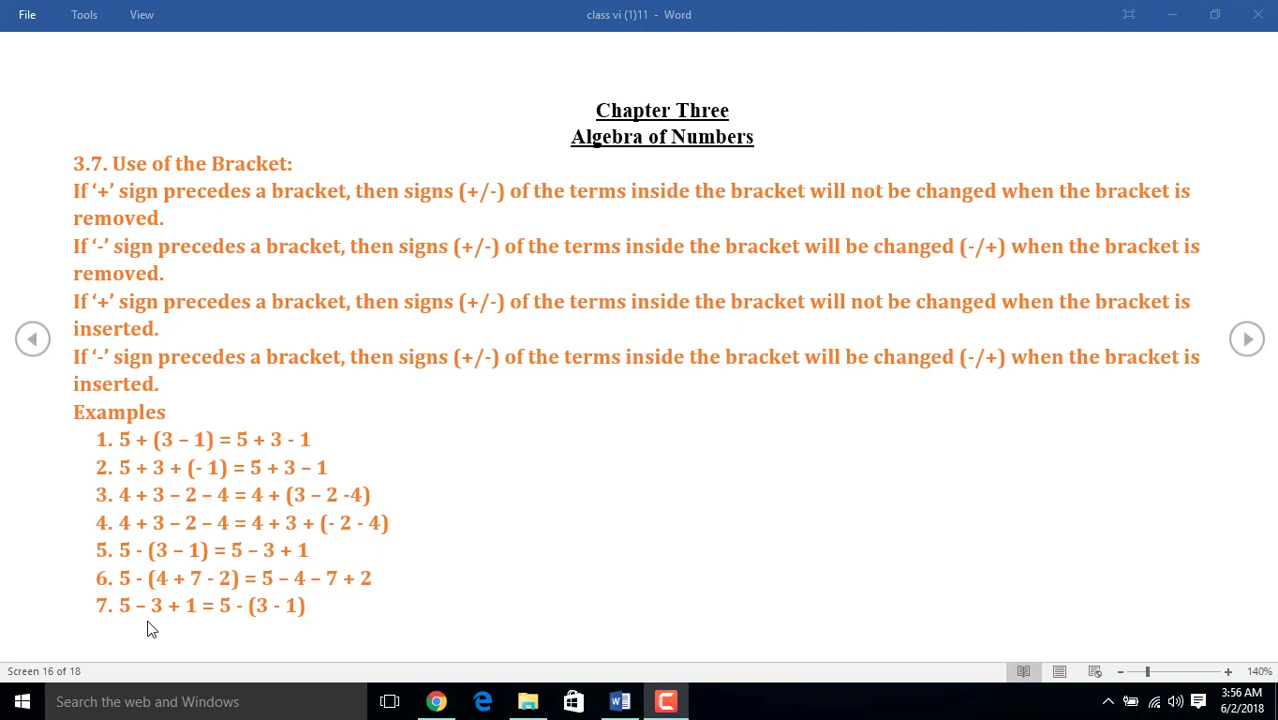 File Tools View class vi (1)11 - Word
Chapter Three
Algebra of Numbers
3.7. Use of the Bracket:
If ‘+’ sign precedes a bracket, then signs (+/-) of the terms inside the bracket will not be changed when the bracket is
removed.
If ‘-’ sign precedes a bracket, then signs (+/-) of the terms inside the bracket will be changed (-/+) when the bracket is
removed.
If ‘+’ sign precedes a bracket, then signs (+/-) of the terms inside the bracket will not be changed when the bracket is
inserted.
If ‘-’ sign precedes a bracket, then signs (+/-) of the terms inside the bracket will be changed (-/+) when the bracket is
inserted.
Examples
1. 5 + (3 – 1) = 5 + 3 - 1
2. 5 + 3 + (- 1) = 5 + 3 – 1
3. 4 + 3 – 2 – 4 = 4 + (3 – 2 -4)
4. 4 + 3 – 2 – 4 = 4 + 3 + (- 2 - 4)
5. 5 - (3 – 1) = 5 – 3 + 1
6. 5 - (4 + 7 - 2) = 5 – 4 – 7 + 2
7. 5 – 3 + 1 = 5 - (3 - 1)
Screen 16 of 18 140%
Search the web and Windows 3:56 AM
6/2/2018